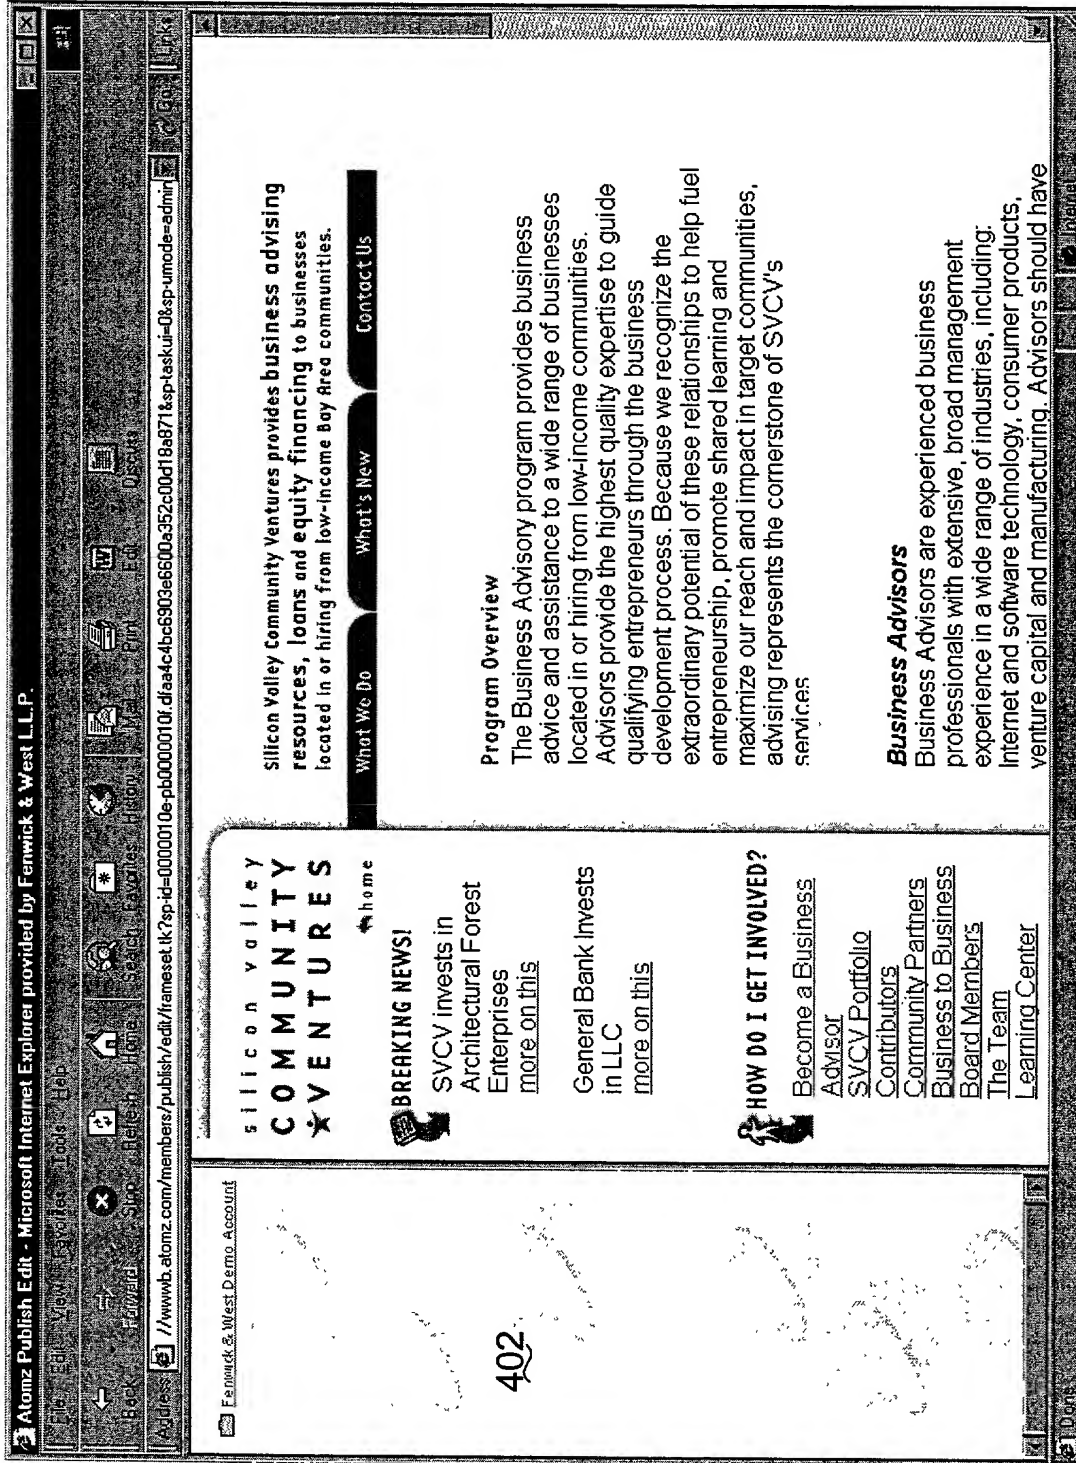 Atomz Publish Edit - Microsoft Internet Explorer provided by Fenwick & West L.L.P.
File Edit View Favorites Tools Help
Back Forward Stop Refresh Home Search Favorites History Mail Print Edit Discuss
Address //wwwb.atomz.com/members/publish/edit/frameset.tk?sp-id=0000010e-pb0000010f.dfaa4c4bc6903e6600a352c00d18a871&sp-taskui=0&sp-umode=admin Go Links
Fenwick & West Demo Account
402
silicon valley
COMMUNITY
VENTURES
home
BREAKING NEWS!
SVCV invests in
Architectural Forest
Enterprises
more on this
General Bank Invests
in LLC
more on this
HOW DO I GET INVOLVED?
Become a Business
Advisor
SVCV Portfolio
Contributors
Community Partners
Business to Business
Board Members
The Team
Learning Center
Silicon Valley Community Ventures provides business advising
resources, loans and equity financing to businesses
located in or hiring from low-income Bay Area communities.
What We Do What's New Contact Us
Program Overview
The Business Advisory program provides business
advice and assistance to a wide range of businesses
located in or hiring from low-income communities.
Advisors provide the highest quality expertise to guide
qualifying entrepreneurs through the business
development process. Because we recognize the
extraordinary potential of these relationships to help fuel
entrepreneurship, promote shared learning and
maximize our reach and impact in target communities,
advising represents the cornerstone of SVCV's
services
Business Advisors
Business Advisors are experienced business
professionals with extensive, broad management
experience in a wide range of industries, including:
Internet and software technology, consumer products,
venture capital and manufacturing. Advisors should have
Done Internet